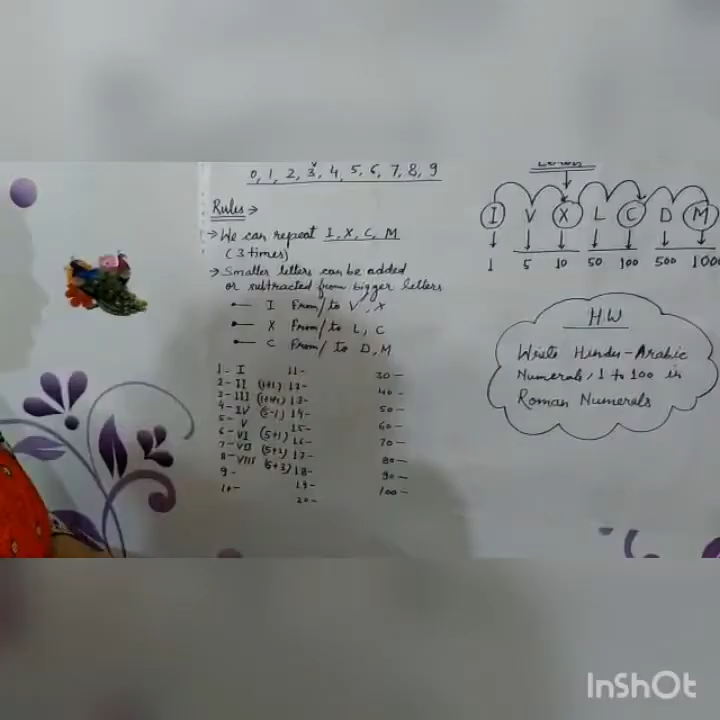 0, 1, 2, 3, 4, 5, 6, 7, 8, 9
Rules →
→ We can repeat I, X, C, M
(3 times)
→ Smaller letters can be added
or subtracted from bigger letters
I From/to V, X
X From/to L, C
C From/to D, M
1 - I
2 - II (1+1)
3 - III (1+1+1)
4 - IV (5-1)
5 - V
6 - VI (5+1)
7 - VII (5+2)
8 - VIII (5+3)
9 -
10 -
11 -
12 -
13 -
14 -
15 -
16 -
17 -
18 -
19 -
20 -
30 -
40 -
50 -
60 -
70 -
80 -
90 -
100 -
I V X L C D M
1 5 10 50 100 500 1000
HW
Write Hindu-Arabic
Numerals, 1 to 100 in
Roman Numerals
InShOt